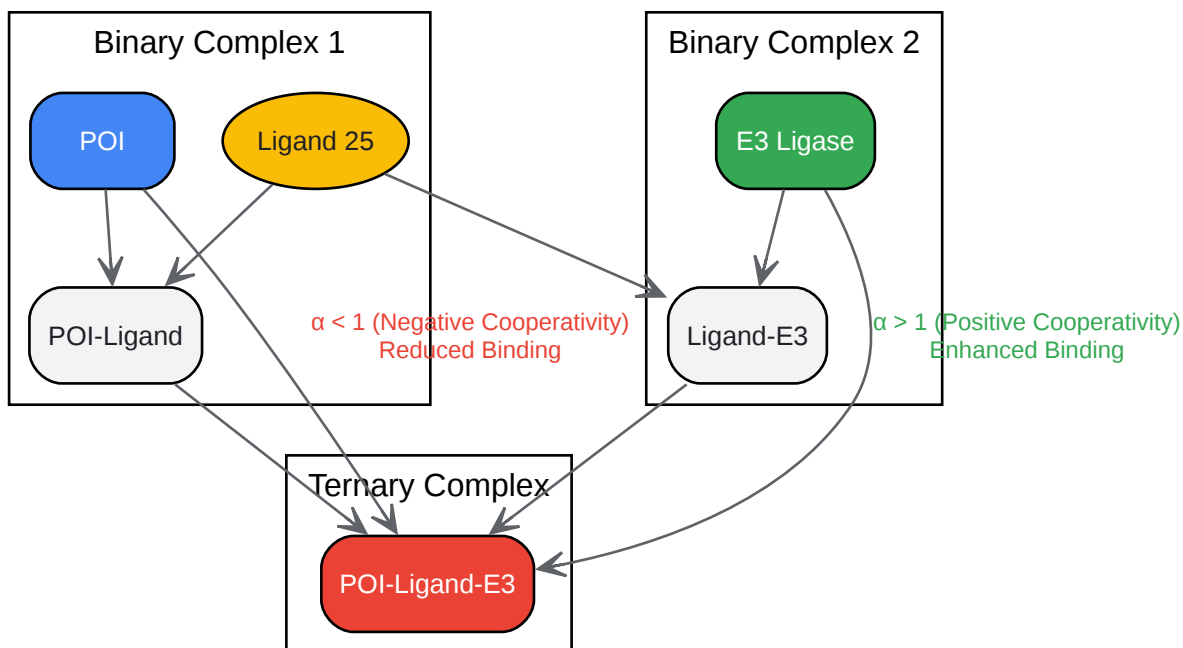 Binary Complex 1
Binary Complex 2
POI
Ligand 25
E3 Ligase
POI-Ligand
α < 1 (Negative Cooperativity)
Reduced Binding
Ligand-E3
α > 1 (Positive Cooperativity)
Enhanced Binding
Ternary Complex
POI-Ligand-E3